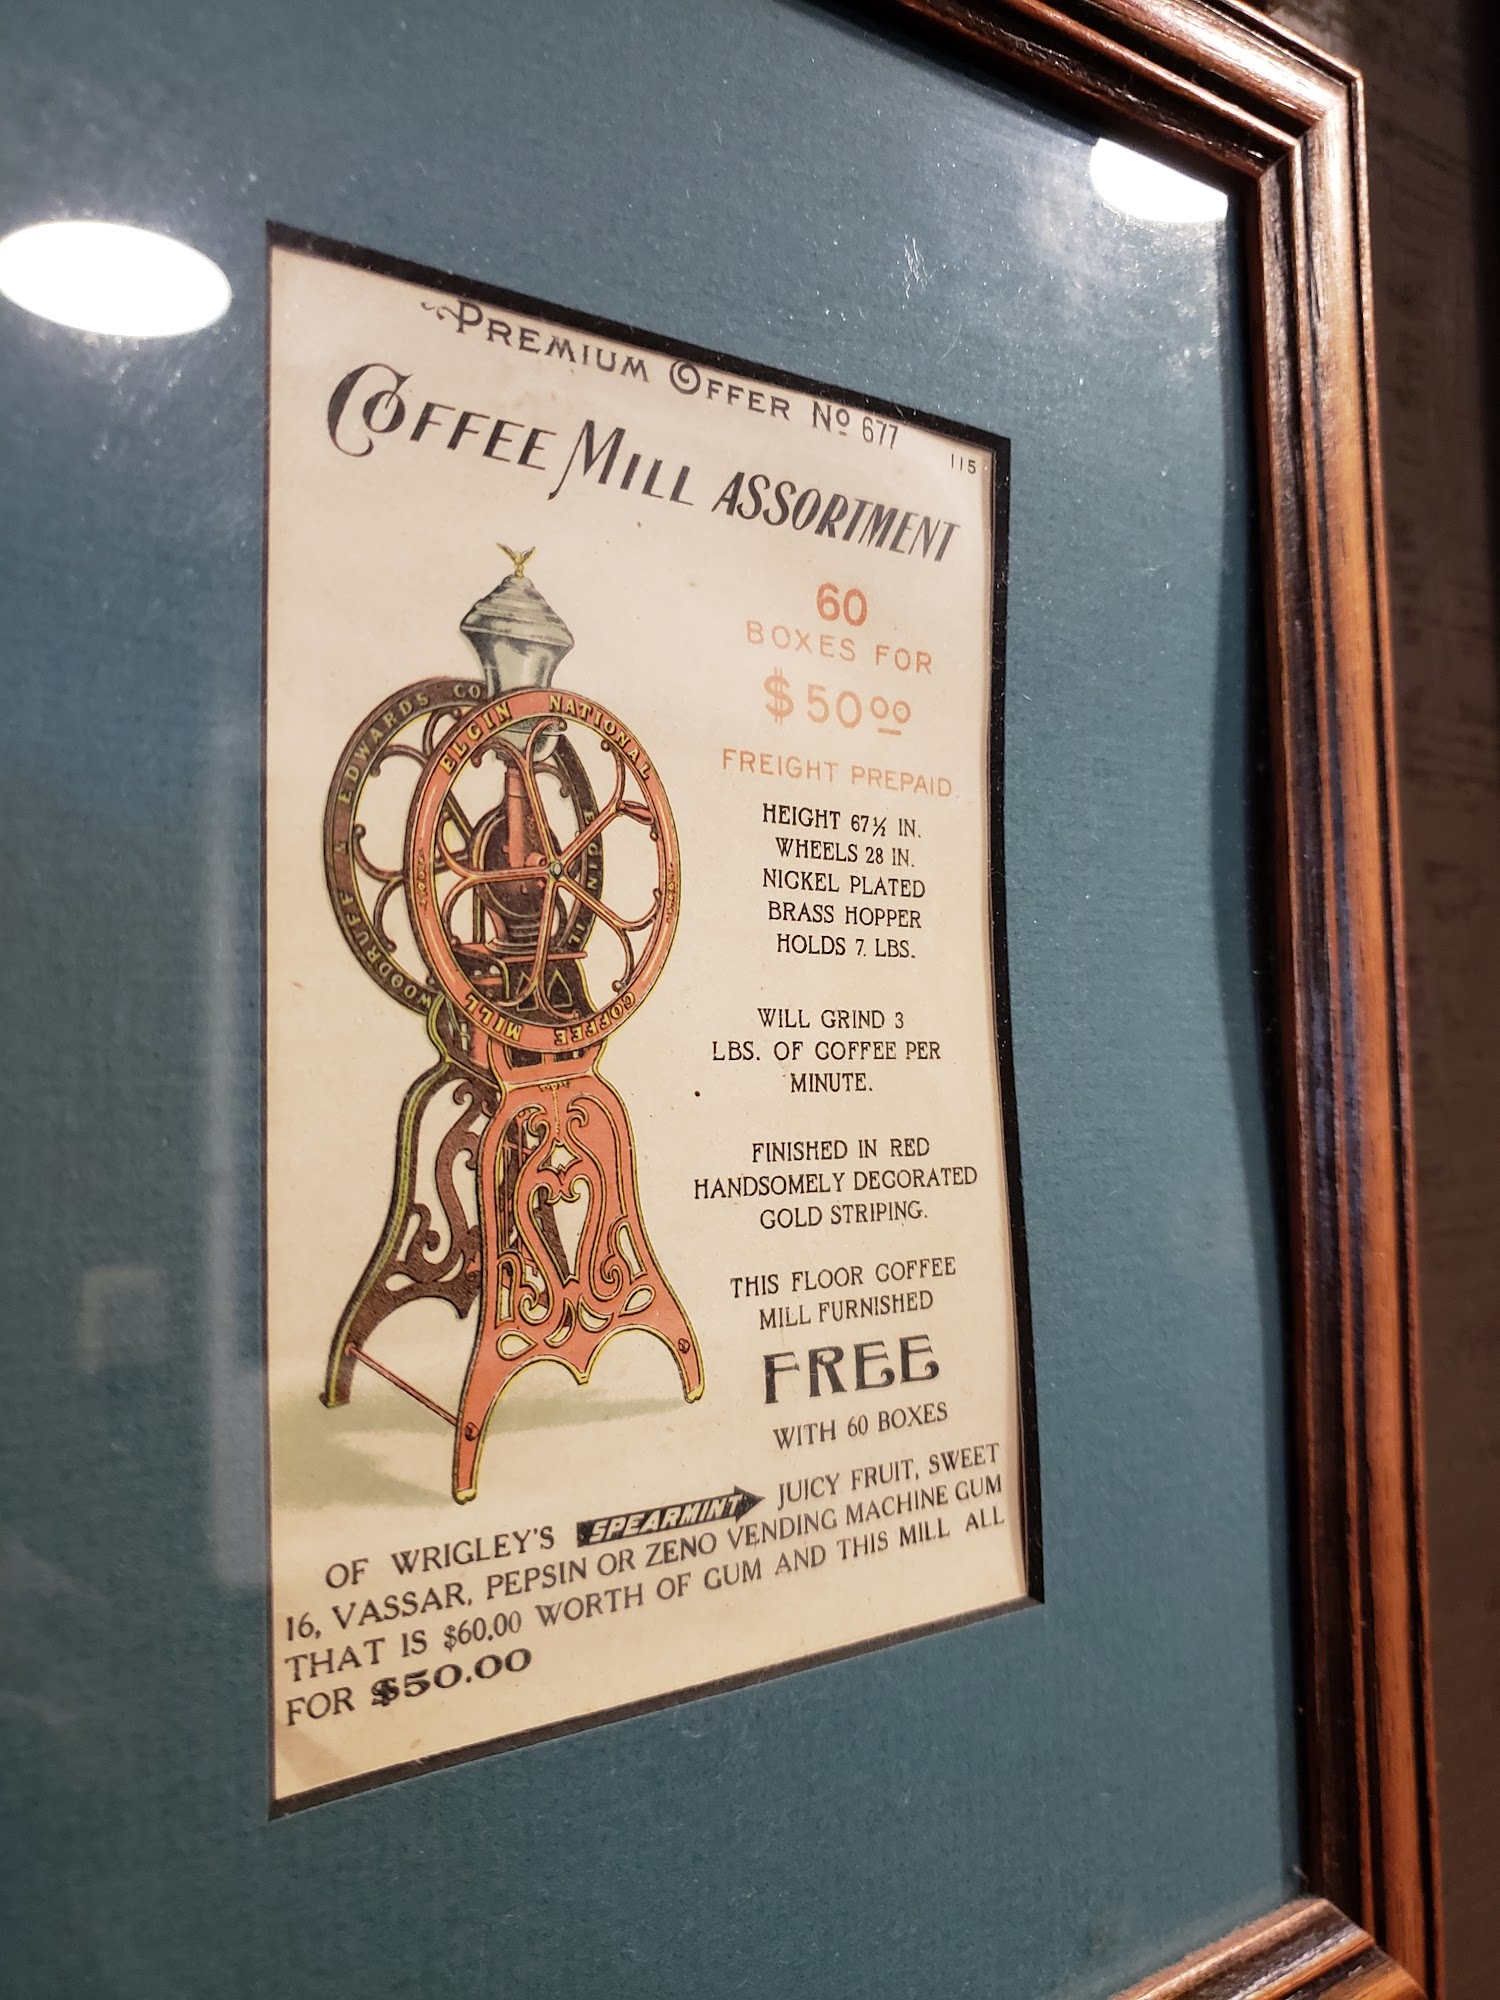 PREMIUM OFFER No 677
115
COFFEE MILL ASSORTMENT
60
BOXES FOR
$50 00
FREIGHT PREPAID.
HEIGHT 67½ IN.
WHEELS 28 IN.
NICKEL PLATED
BRASS HOPPER
HOLDS 7. LBS.
WILL GRIND 3
LBS. OF COFFEE PER
MINUTE.
FINISHED IN RED
HANDSOMELY DECORATED
GOLD STRIPING.
THIS FLOOR COFFEE
MILL FURNISHED
FREE
WITH 60 BOXES
OF WRIGLEY'S SPEARMINT JUICY FRUIT, SWEET
16, VASSAR, PEPSIN OR ZENO VENDING MACHINE GUM
THAT IS $60.00 WORTH OF GUM AND THIS MILL ALL
FOR $50.00
ELGIN NATIONAL
COFFEE MILL
WOODRUFF & EDWARDS CO
ELGIN ILL